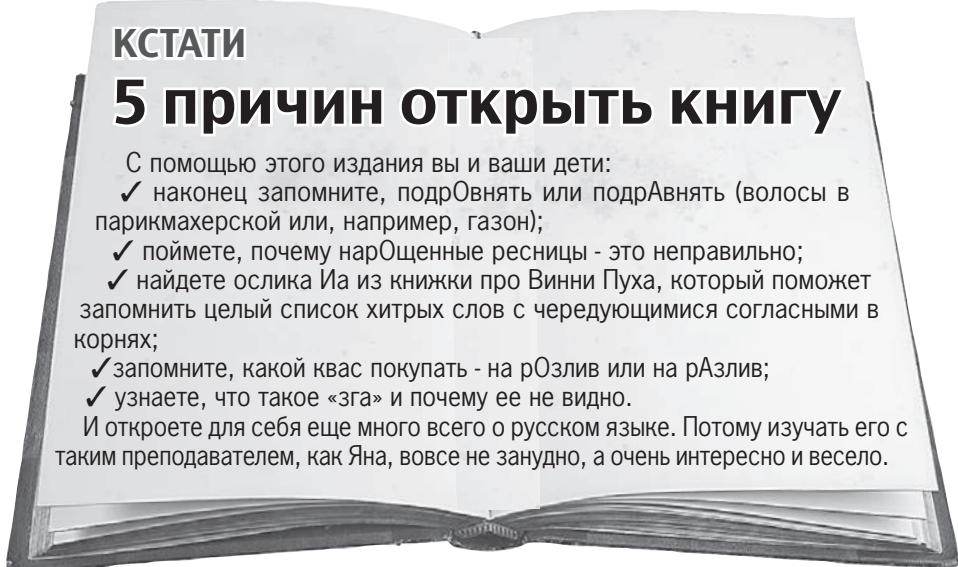 КСТАТИ
5 причин открыть книгу
С помощью этого издания вы и ваши дети:
✓ наконец запомните, подрОвнять или подрАвнять (волосы в
парикмахерской или, например, газон);
✓ поймете, почему нарОщенные ресницы - это неправильно;
✓ найдете ослика Иа из книжки про Винни Пуха, который поможет
запомнить целый список хитрых слов с чередующимися согласными в
корнях;
✓запомните, какой квас покупать - на рОзлив или на рАзлив;
✓ узнаете, что такое «зга» и почему ее не видно.
И откроете для себя еще много всего о русском языке. Потому изучать его с
таким преподавателем, как Яна, вовсе не занудно, а очень интересно и весело.